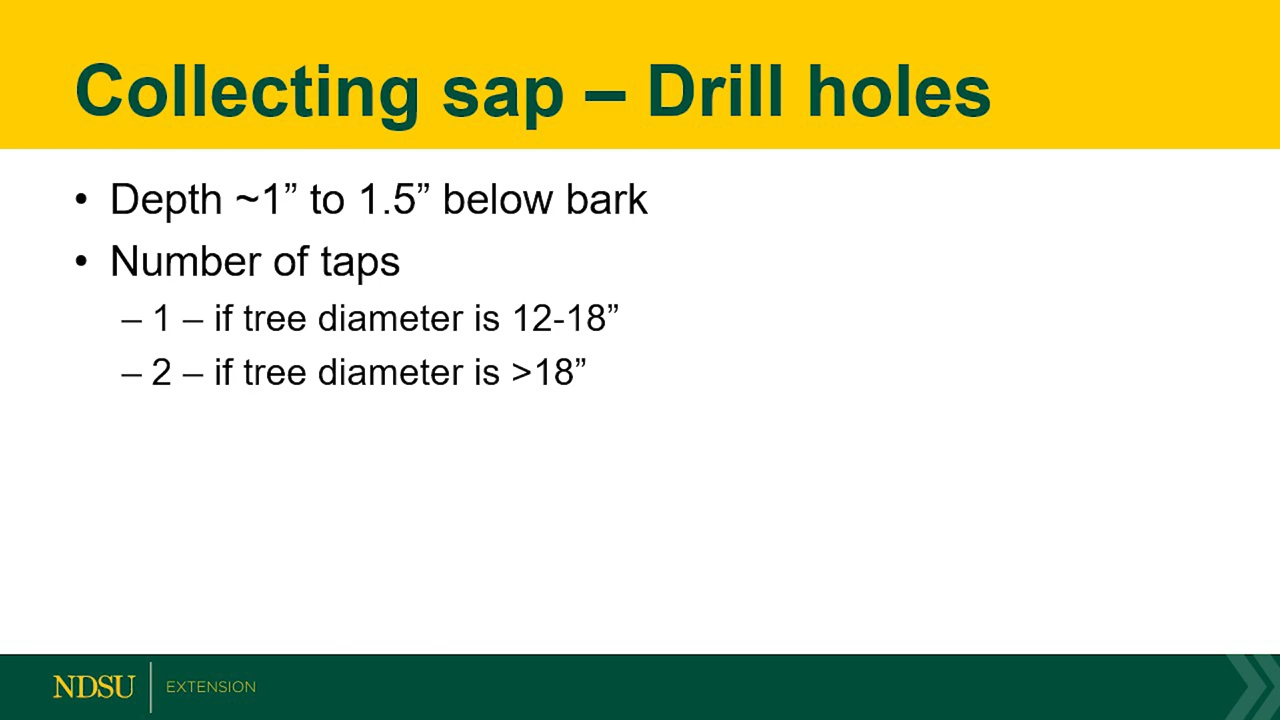 Collecting sap – Drill holes
• Depth ~1” to 1.5” below bark
• Number of taps
– 1 – if tree diameter is 12-18”
– 2 – if tree diameter is >18”
NDSU EXTENSION